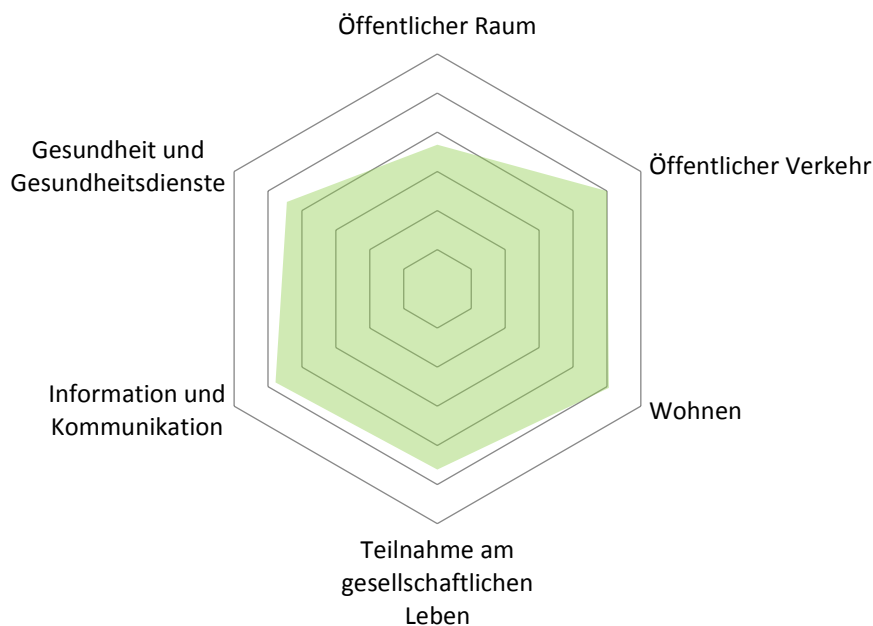 Öffentlicher Raum
Gesundheit und
Gesundheitsdienste
Öffentlicher Verkehr
Information und
Kommunikation
Wohnen
Teilnahme am
gesellschaftlichen
Leben